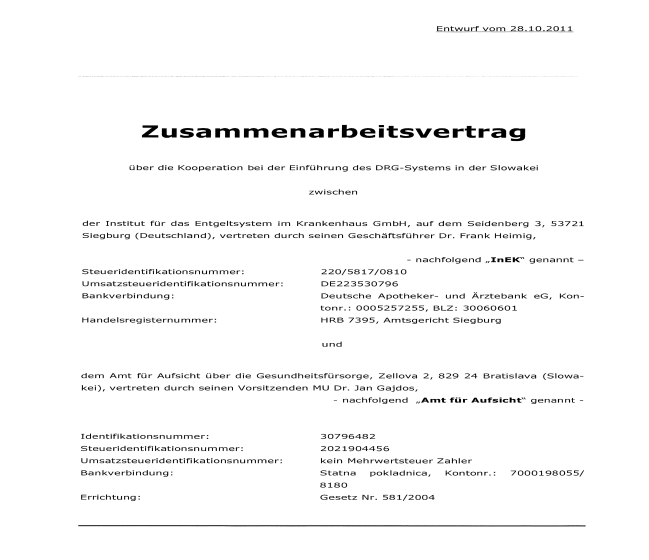 Entwurf vom 28.10.2011
Zusammenarbeitsvertrag
über die Kooperation bei der Einführung des DRG-Systems in der Slowakei
zwischen
der Institut für das Entgeltsystem im Krankenhaus GmbH, auf dem Seidenberg 3, 53721
Siegburg (Deutschland), vertreten durch seinen Geschäftsführer Dr. Frank Heimig,
- nachfolgend „InEK“ genannt –
Steueridentifikationsnummer: 220/5817/0810
Umsatzsteueridentifikationsnummer: DE223530796
Bankverbindung: Deutsche Apotheker- und Ärztebank eG, Kon-
tonr.: 0005257255, BLZ: 30060601
Handelsregisternummer: HRB 7395, Amtsgericht Siegburg
und
dem Amt für Aufsicht über die Gesundheitsfürsorge, Zellova 2, 829 24 Bratislava (Slowa-
kei), vertreten durch seinen Vorsitzenden MU Dr. Jan Gajdos,
- nachfolgend „Amt für Aufsicht“ genannt -
Identifikationsnummer: 30796482
Steueridentifikationsnummer: 2021904456
Umsatzsteueridentifikationsnummer: kein Mehrwertsteuer Zahler
Bankverbindung: Statna pokladnica, Kontonr.: 7000198055/
8180
Errichtung: Gesetz Nr. 581/2004